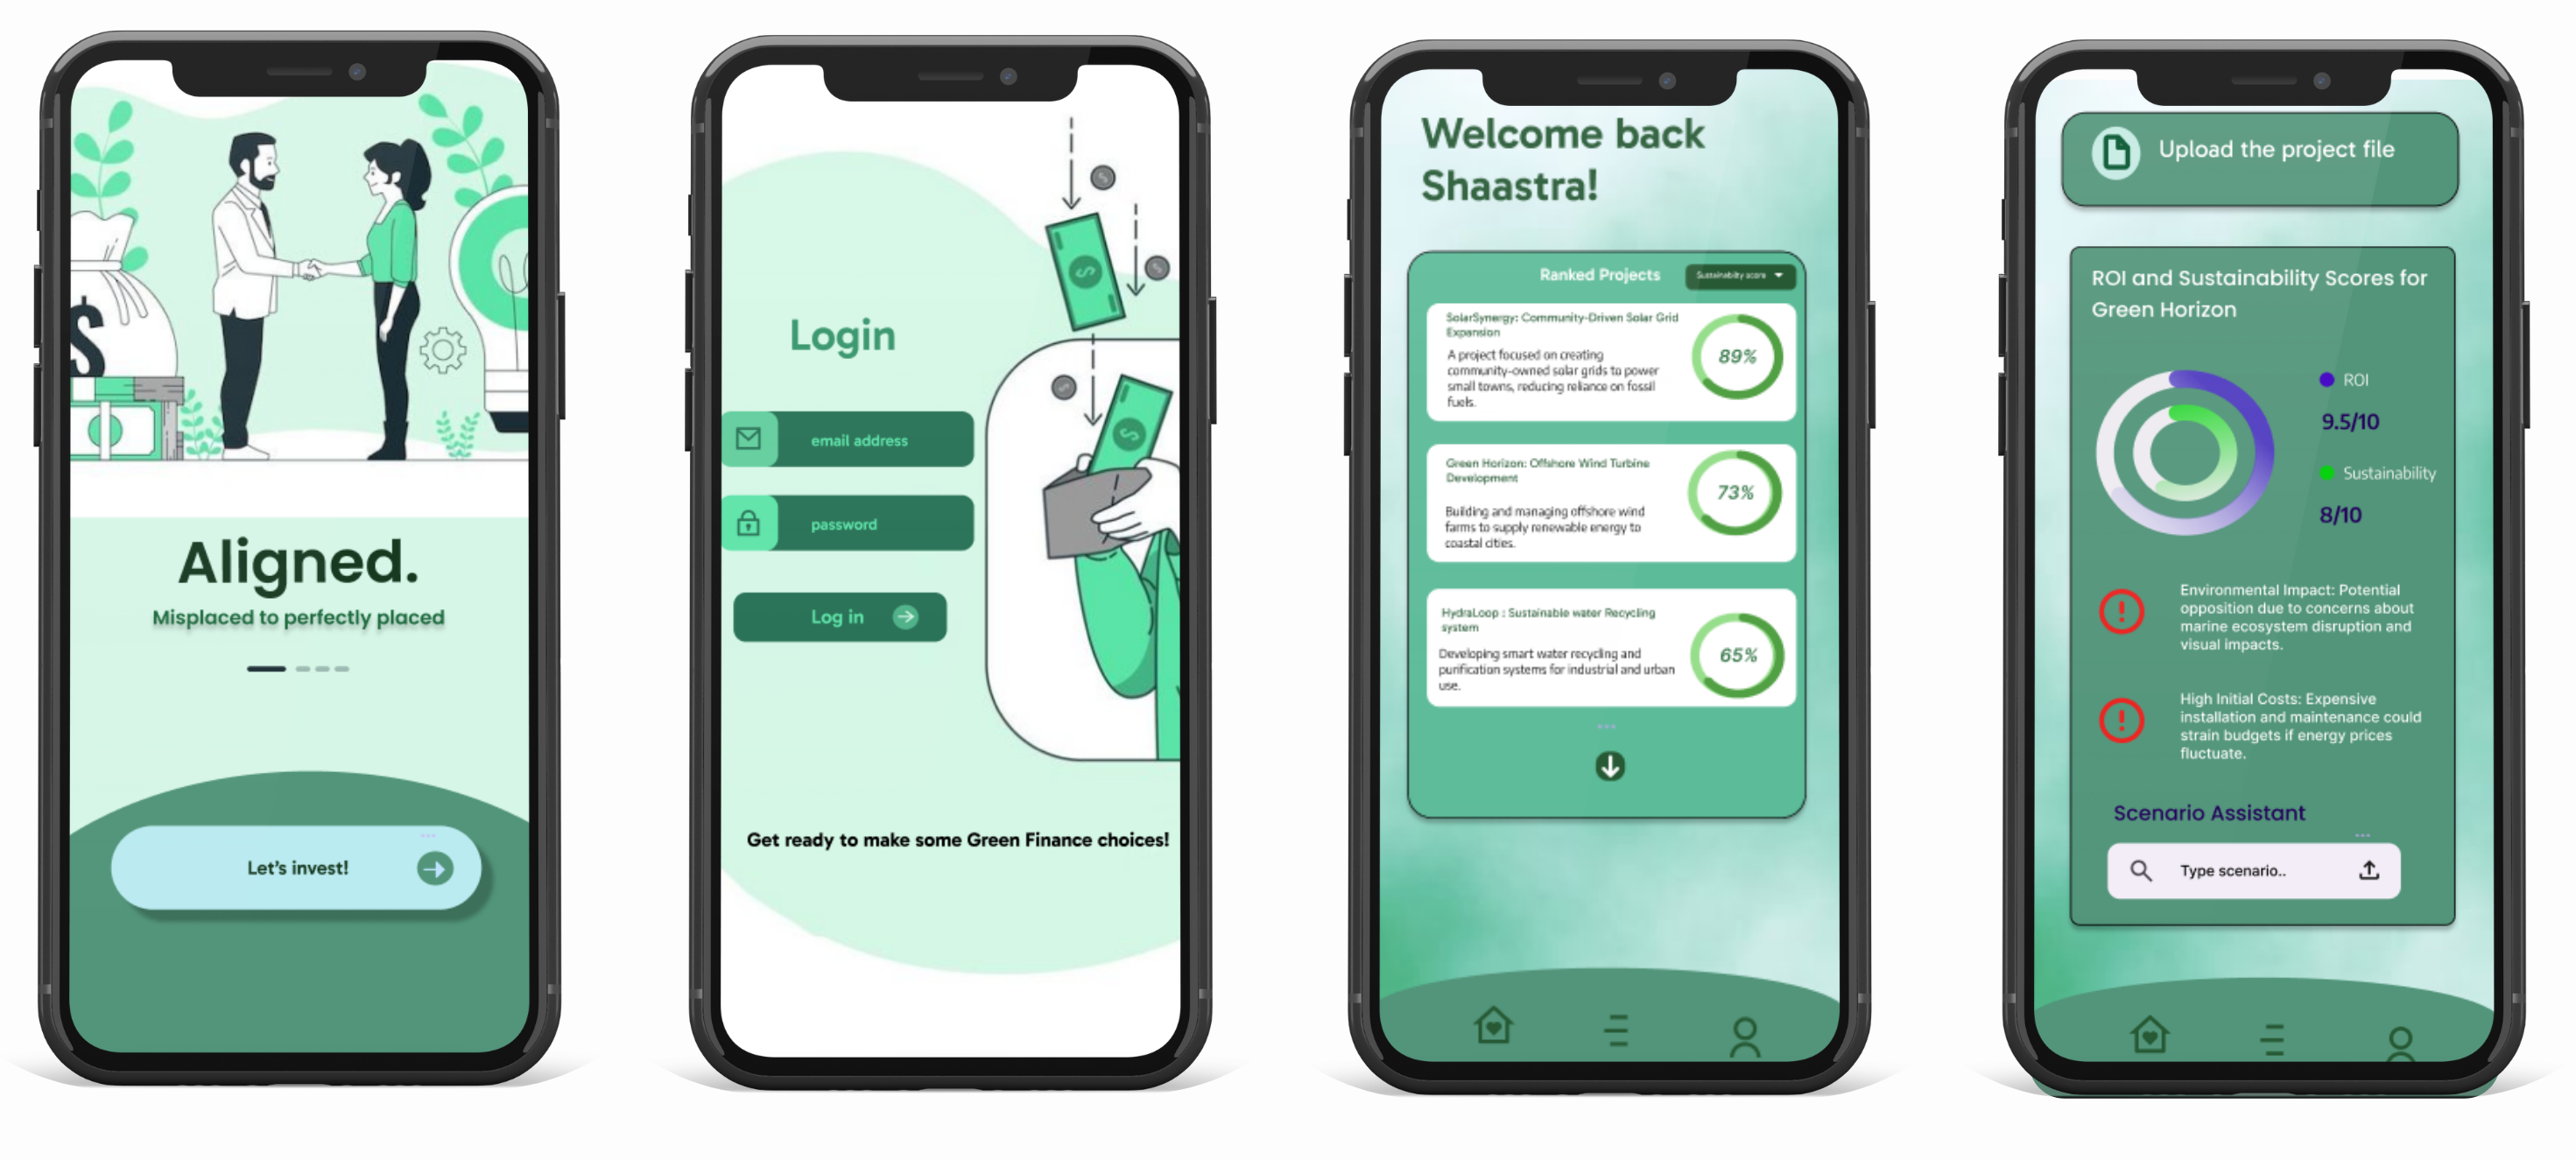 $
Aligned.
Misplaced to perfectly placed
Let's invest!
Login
email address
password
Log in
Get ready to make some Green Finance choices!
Welcome back
Shaastra!
Ranked Projects
Sustainability score
SolarSynergy: Community-Driven Solar Grid
Expansion
A project focused on creating
community-owned solar grids to power
small towns, reducing reliance on fossil
fuels.
89%
Green Horizon: Offshore Wind Turbine
Development
Building and managing offshore wind
farms to supply renewable energy to
coastal cities.
73%
HydraLoop : Sustainable water Recycling
system
Developing smart water recycling and
purification systems for industrial and urban
use.
65%
Upload the project file
ROI and Sustainability Scores for
Green Horizon
ROI
9.5/10
Sustainability
8/10
Environmental Impact: Potential
opposition due to concerns about
marine ecosystem disruption and
visual impacts.
High Initial Costs: Expensive
installation and maintenance could
strain budgets if energy prices
fluctuate.
Scenario Assistant
Type scenario..